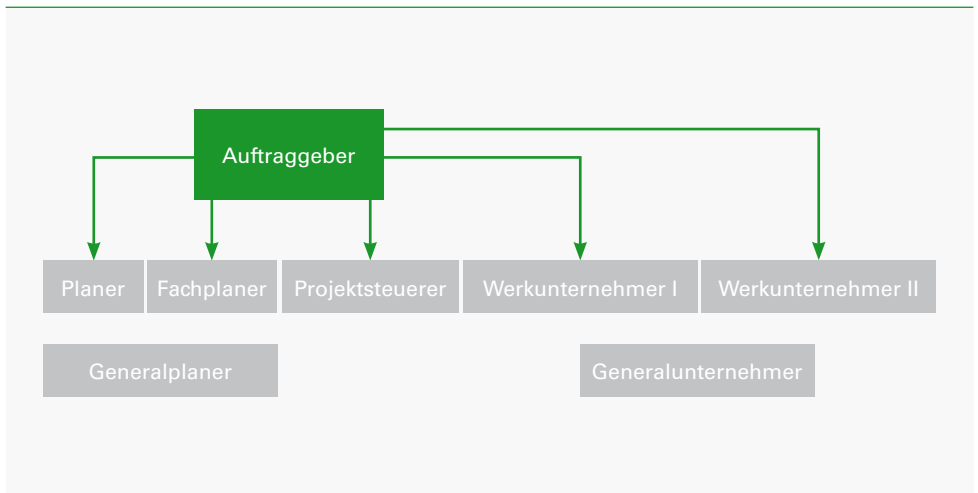 Auftraggeber
Planer
Fachplaner
Projektsteuerer
Werkunternehmer I
Werkunternehmer II
Generalplaner
Generalunternehmer